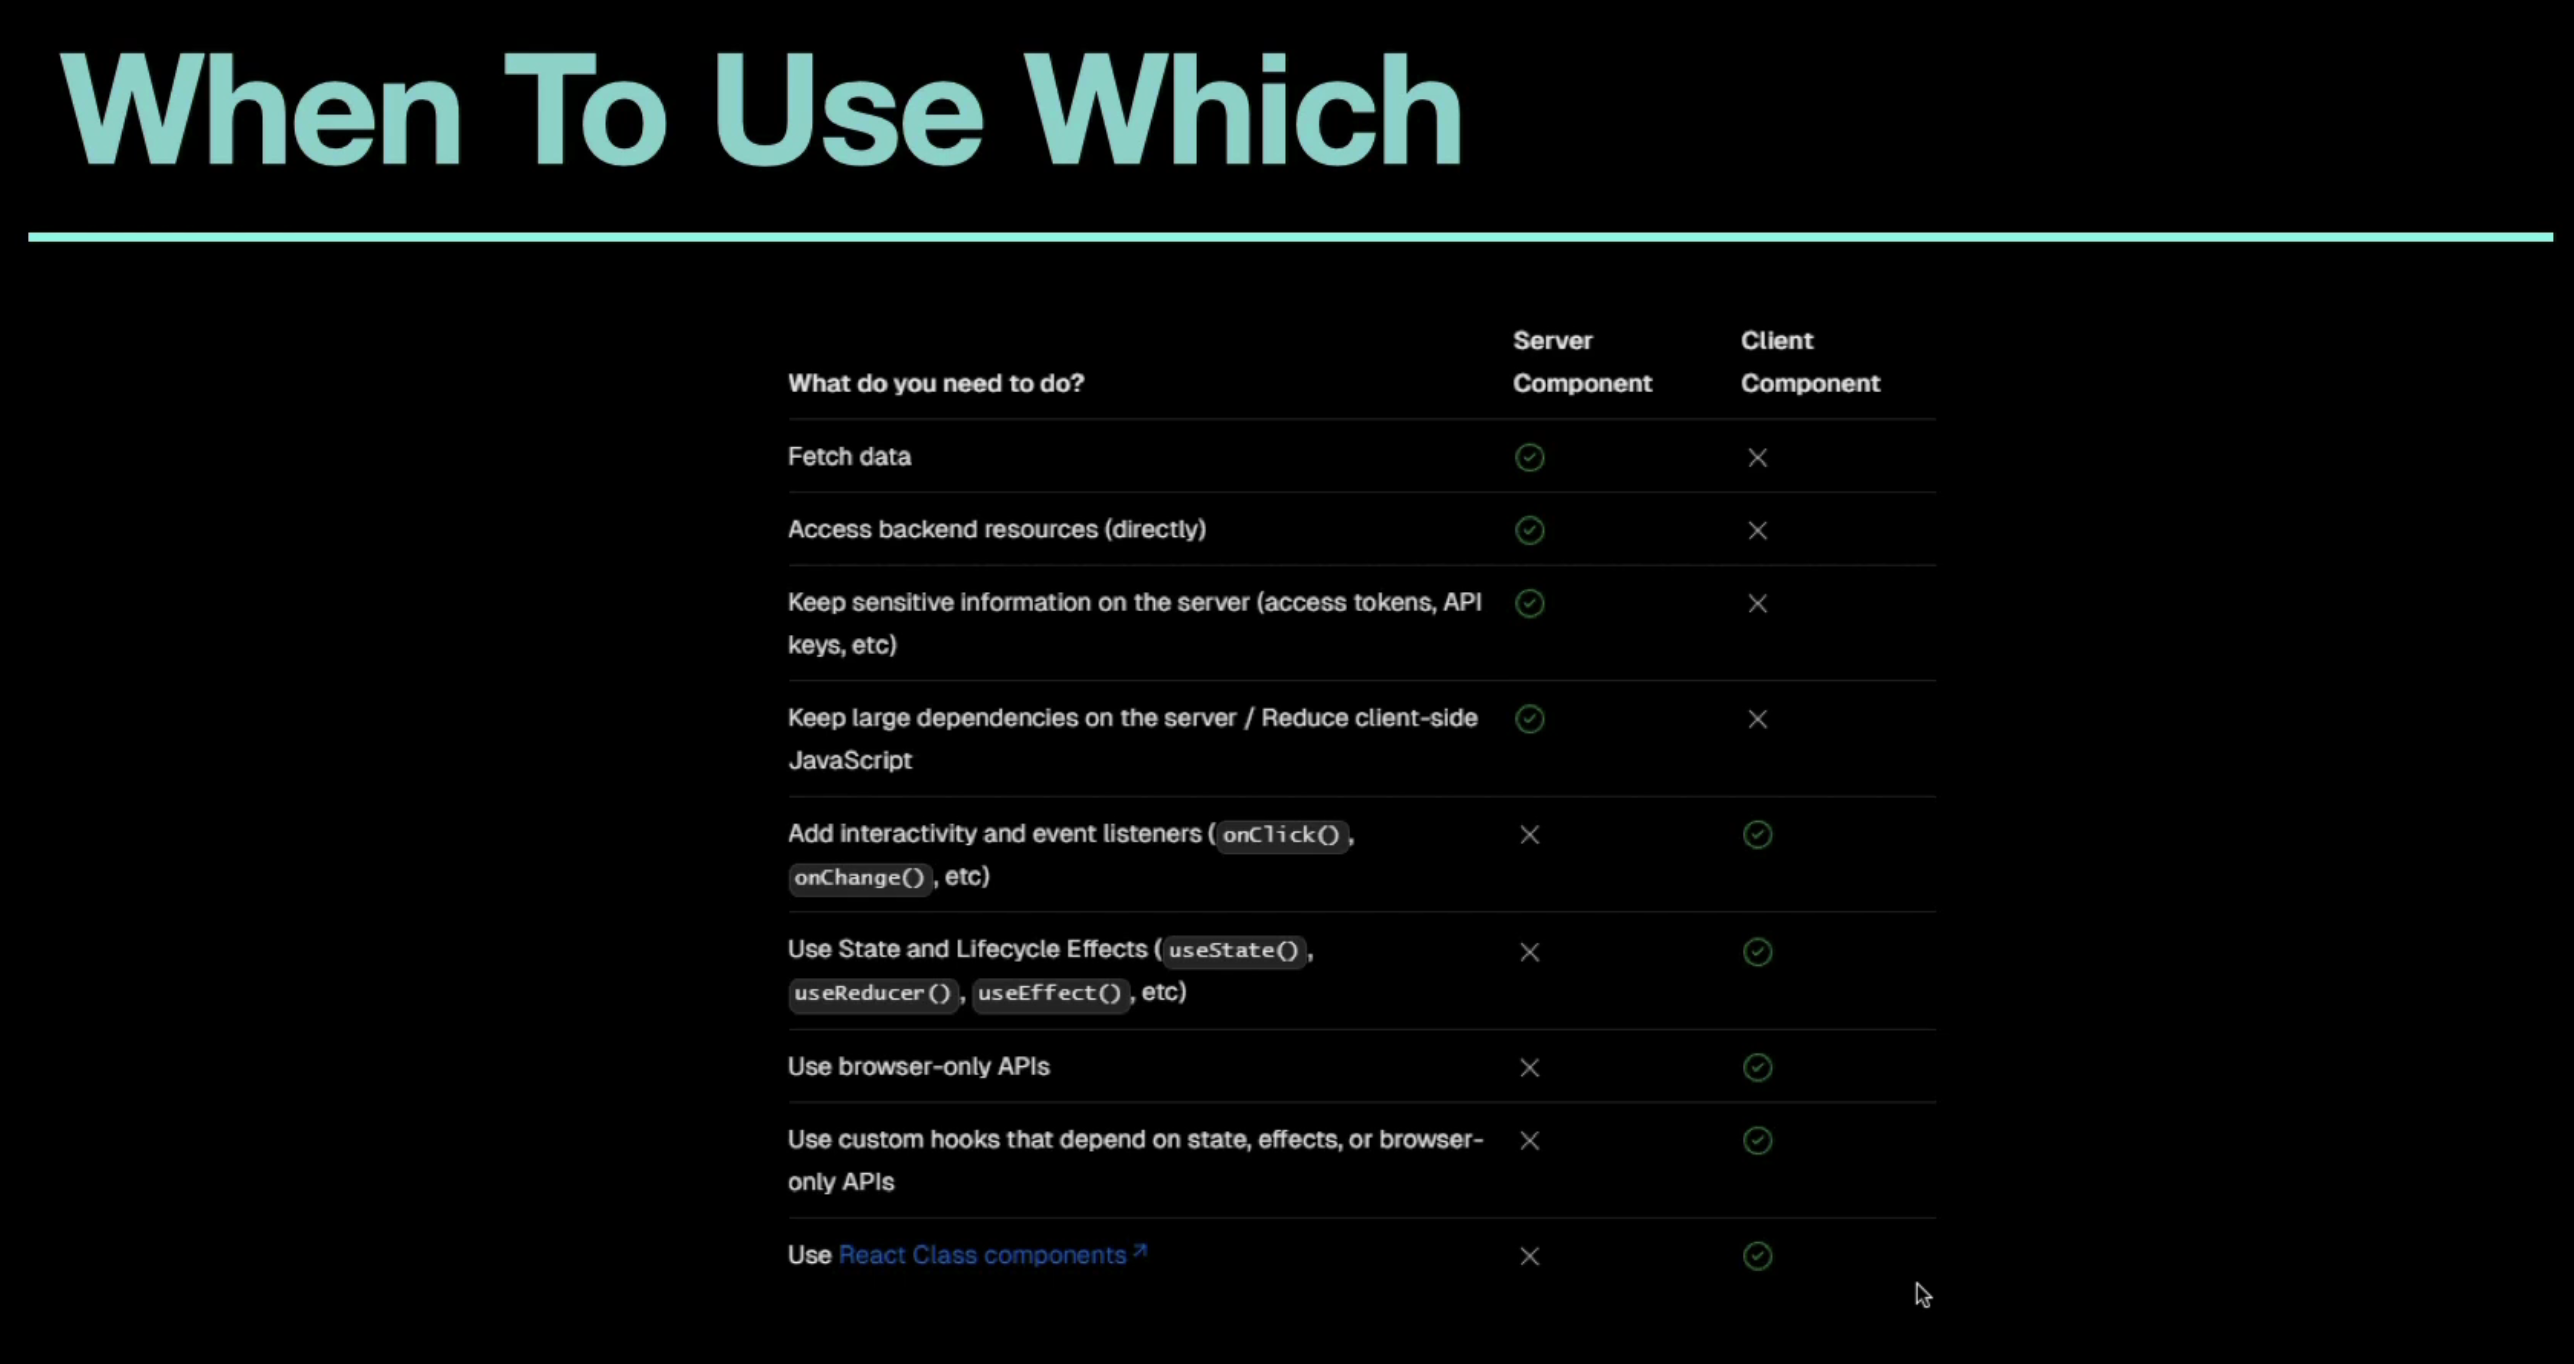 When To Use Which
Server
Component
Client
Component
What do you need to do?
Fetch data
Access backend resources (directly)
Keep sensitive information on the server (access tokens, API
keys, etc)
Keep large dependencies on the server / Reduce client-side
JavaScript
Add interactivity and event listeners ( onClick() ,
onChange() , etc)
Use State and Lifecycle Effects ( useState() ,
useReducer() , useEffect() , etc)
Use browser-only APIs
Use custom hooks that depend on state, effects, or browser-
only APIs
Use React Class components ↗